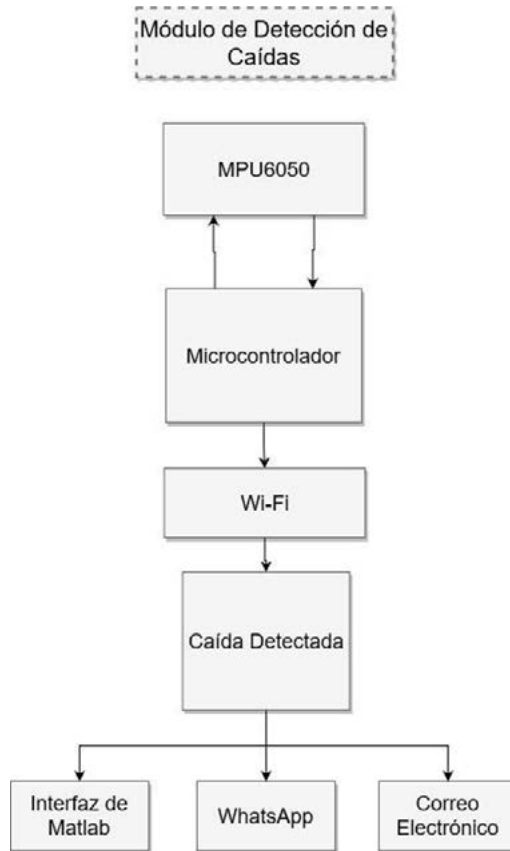 Módulo de Detección de
Caídas
MPU6050
Microcontrolador
Wi-Fi
Caída Detectada
Interfaz de
Matlab
WhatsApp
Correo
Electrónico